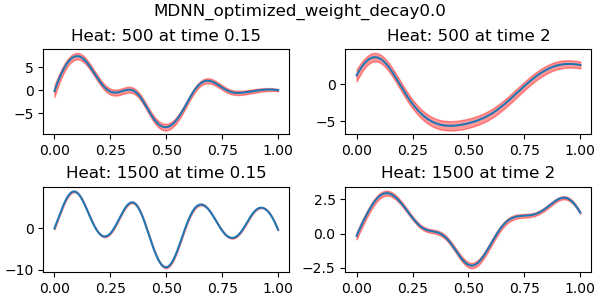 MDNN_optimized_weight_decay0.0
Heat: 500 at time 0.15
Heat: 500 at time 2
5
0
−5
0.00 0.25 0.50 0.75 1.00
0
−5
0.00 0.25 0.50 0.75 1.00
Heat: 1500 at time 0.15
Heat: 1500 at time 2
0
−10
0.00 0.25 0.50 0.75 1.00
2.5
0.0
−2.5
0.00 0.25 0.50 0.75 1.00